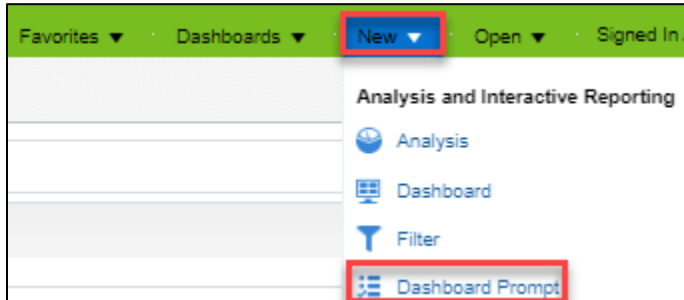 Favorites Dashboards New Open Signed In
Analysis and Interactive Reporting
Analysis
Dashboard
Filter
Dashboard Prompt